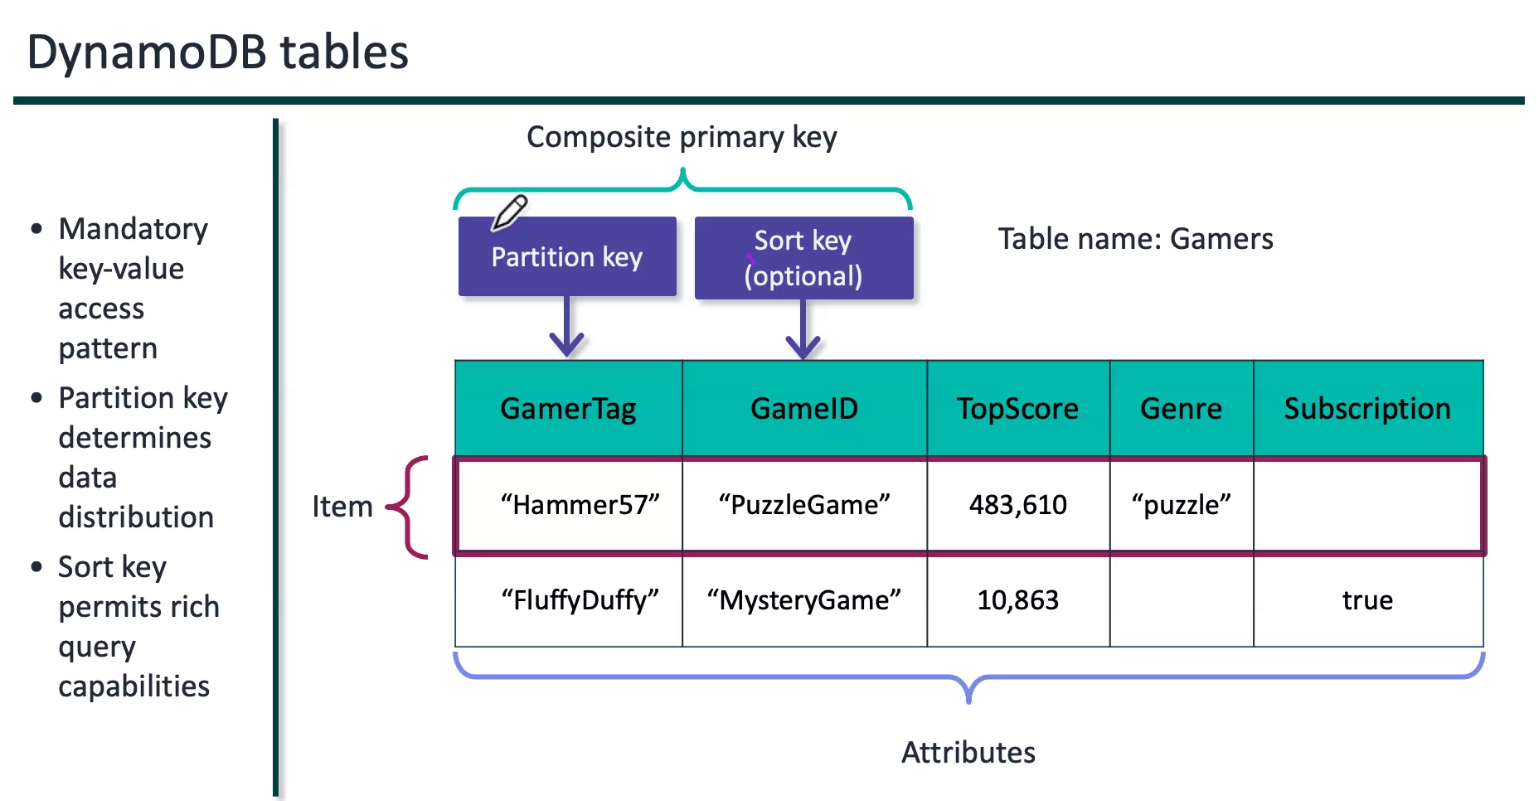 DynamoDB tables
• Mandatory
key-value
access
pattern
• Partition key
determines
data
distribution
• Sort key
permits rich
query
capabilities
Composite primary key
Partition key
Sort key
(optional)
Table name: Gamers
GamerTag GameID TopScore Genre Subscription
Item
“Hammer57” “PuzzleGame” 483,610 “puzzle”
“FluffyDuffy” “MysteryGame” 10,863 true
Attributes